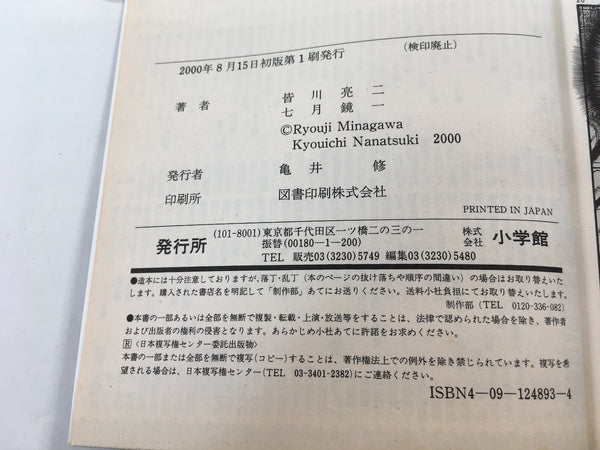 2000年8月15日初版第1刷発行 (検印廃止)
著者 皆川亮二
七月鏡一
©Ryouji Minagawa
Kyouichi Nanatsuki 2000
発行者 亀井修
印刷所 図書印刷株式会社
PRINTED IN JAPAN
発行所 (101-8001)東京都千代田区一ツ橋二の三の一 株式会社 小学館
振替(00180-1-200)
TEL 販売03(3230)5749 編集03(3230)5480
●造本には十分注意しておりますが、落丁・乱丁(本のページの抜け落ちや順序の間違い)の場合はお取り替えいた
します。購入された書店名を明記して「制作部」あてにお送りください。送料小社負担にてお取り替えいたします。
制作部(TEL 0120-336-082)
●本書の一部あるいは全部を無断で複製・転載・上演・放送等をすることは、法律で認められた場合を除き、著作者
および出版者の権利の侵害となります。あらかじめ小社あてに許諾をお求めください。
R〈日本複写権センター委託出版物〉
本書の一部または全部を無断で複写(コピー)することは、著作権法上での例外を除き禁じられています。複写を希
望される場合は、日本複写権センター(TEL 03-3401-2382)にご連絡ください。
ISBN4-09-124893-4